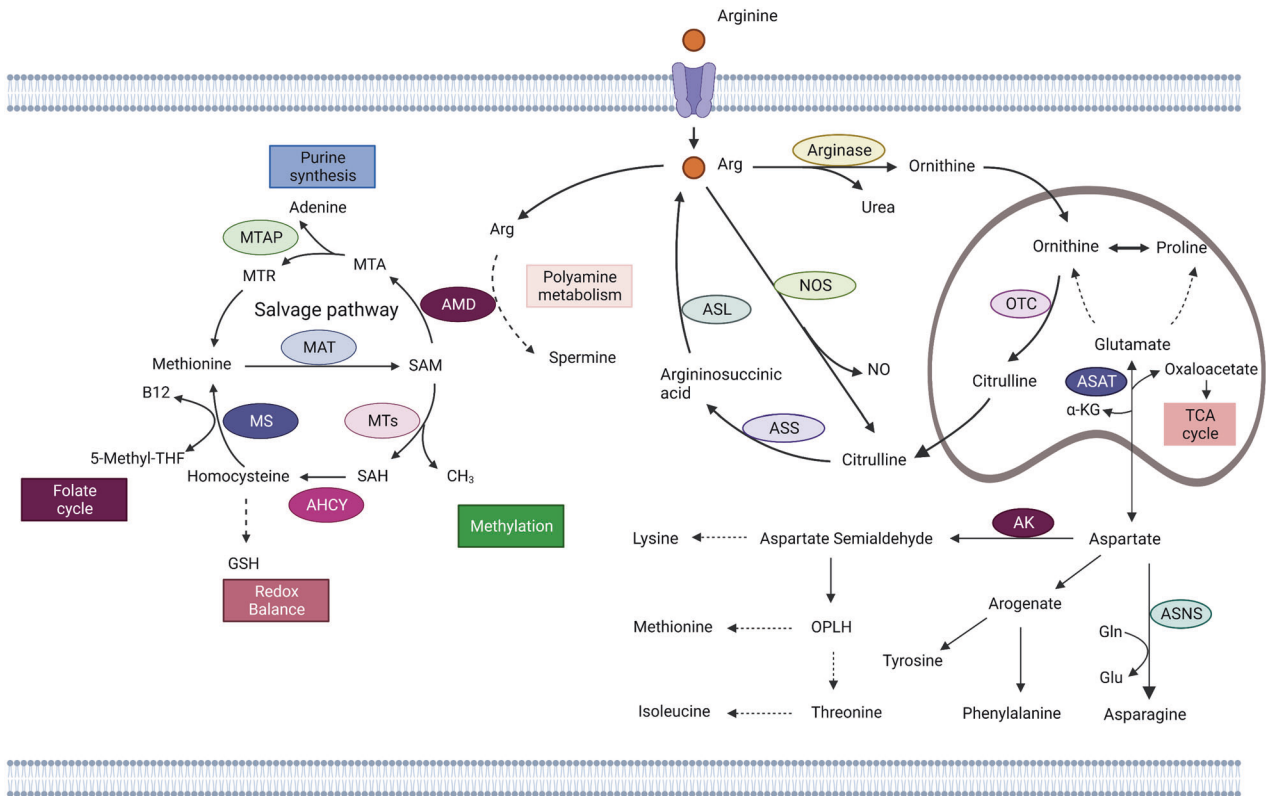 Arginine
Arg
Arginase
Ornithine
Urea
Purine
synthesis
Adenine
MTAP
MTR
MTA
Salvage pathway
AMD
Arg
Polyamine
metabolism
Spermine
Methionine
MAT
SAM
B12
MS
MTs
5-Methyl-THF
Homocysteine
SAH
CH₃
AHCY
Folate
cycle
Methylation
GSH
Redox
Balance
ASL
NOS
NO
Argininosuccinic
acid
ASS
Citrulline
Ornithine
Proline
OTC
Glutamate
Citrulline
ASAT
Oxaloacetate
α-KG
TCA
cycle
Lysine
Aspartate Semialdehyde
AK
Aspartate
Arogenate
ASNS
Methionine
OPLH
Gln
Tyrosine
Glu
Isoleucine
Threonine
Phenylalanine
Asparagine